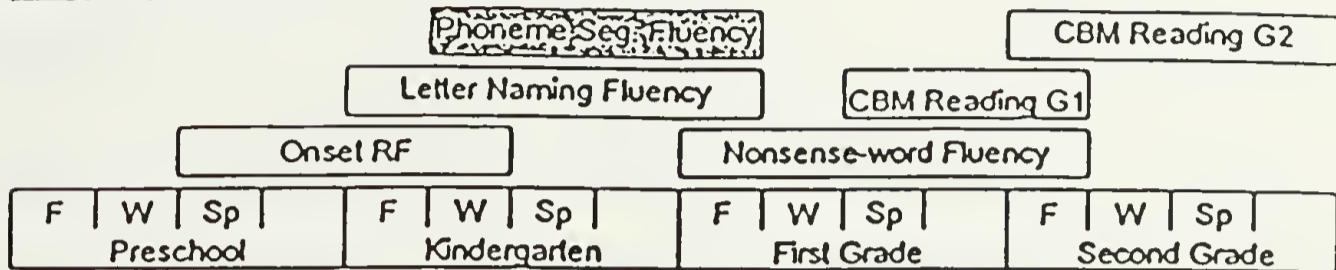 Phoneme Seg. Fluency CBM Reading G2
Letter Naming Fluency CBM Reading G1
Onset RF Nonsense-word Fluency
F W Sp F W Sp F W Sp F W Sp
Preschool Kindergarten First Grade Second Grade